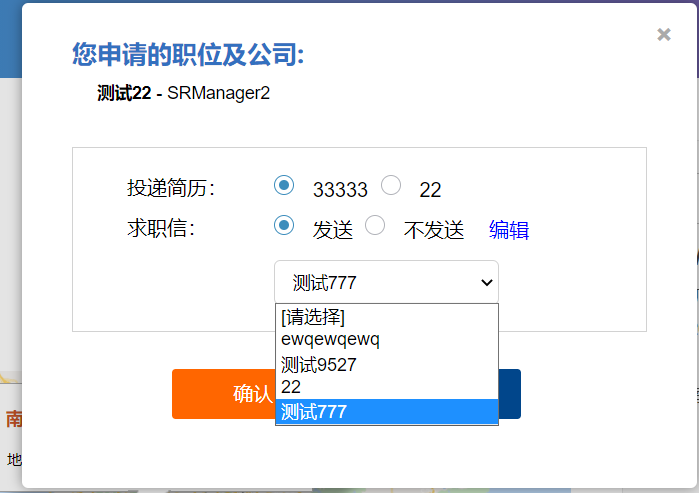 您申请的职位及公司:
测试22 - SRManager2
投递简历: 33333 22
求职信: 发送 不发送 编辑
测试777
[请选择]
ewqewqewq
测试9527
22
测试777
确认
南
地